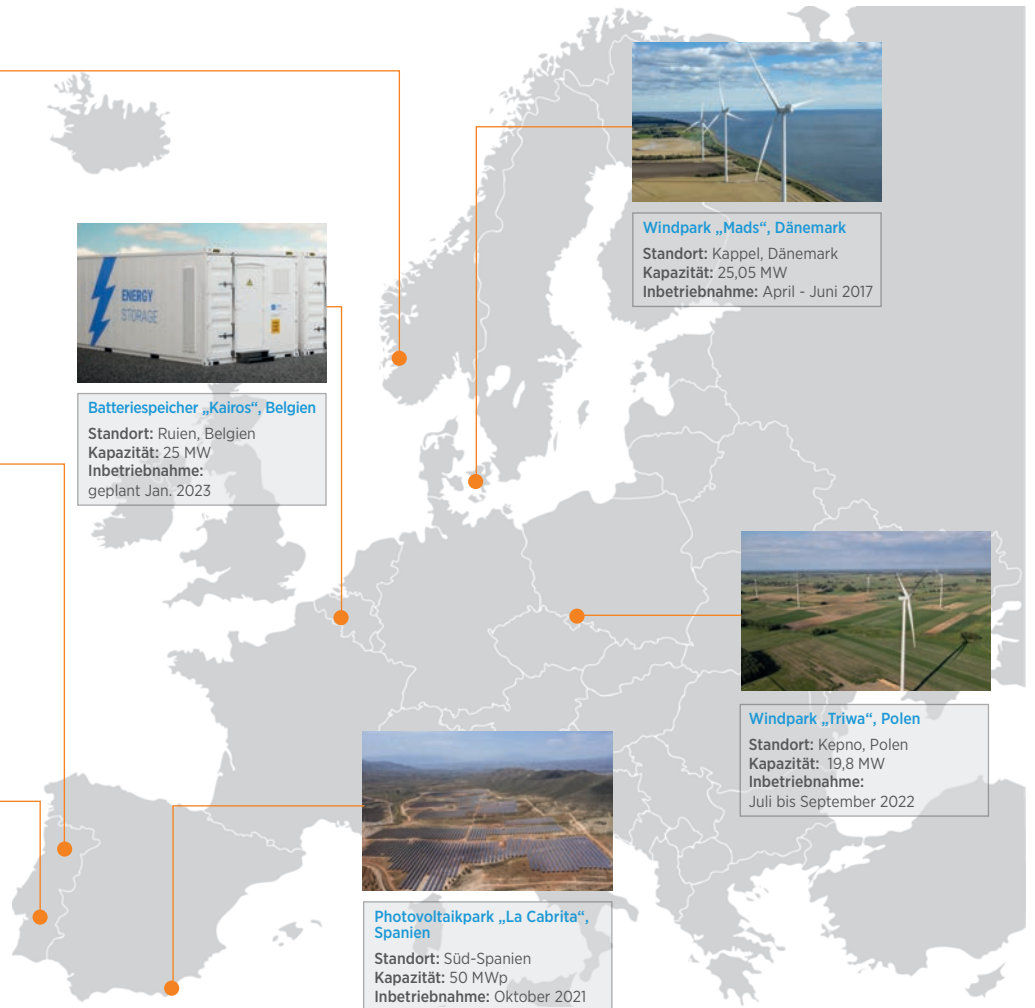 Windpark „Mads“, Dänemark
Standort: Kappel, Dänemark
Kapazität: 25,05 MW
Inbetriebnahme: April - Juni 2017
ENERGY
STORAGE
Batteriespeicher „Kairos“, Belgien
Standort: Ruien, Belgien
Kapazität: 25 MW
Inbetriebnahme:
geplant Jan. 2023
Windpark „Triwa“, Polen
Standort: Kepno, Polen
Kapazität: 19,8 MW
Inbetriebnahme:
Juli bis September 2022
Photovoltaikpark „La Cabrita“,
Spanien
Standort: Süd-Spanien
Kapazität: 50 MWp
Inbetriebnahme: Oktober 2021